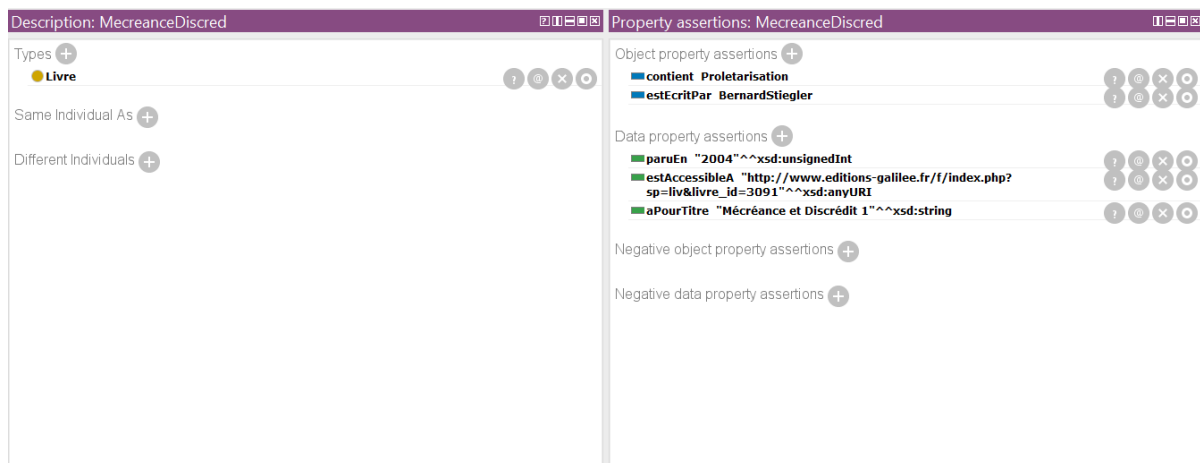 Description: MecreanceDiscred
Types
Livre
Same Individual As
Different Individuals
Property assertions: MecreanceDiscred
Object property assertions
contient Proletarisation
estEcritPar BernardStiegler
Data property assertions
paruEn "2004"^^xsd:unsignedInt
estAccessibleA "http://www.editions-galilee.fr/f/index.php?
sp=liv&livre_id=3091"^^xsd:anyURI
aPourTitre "Mécréance et Discrédit 1"^^xsd:string
Negative object property assertions
Negative data property assertions